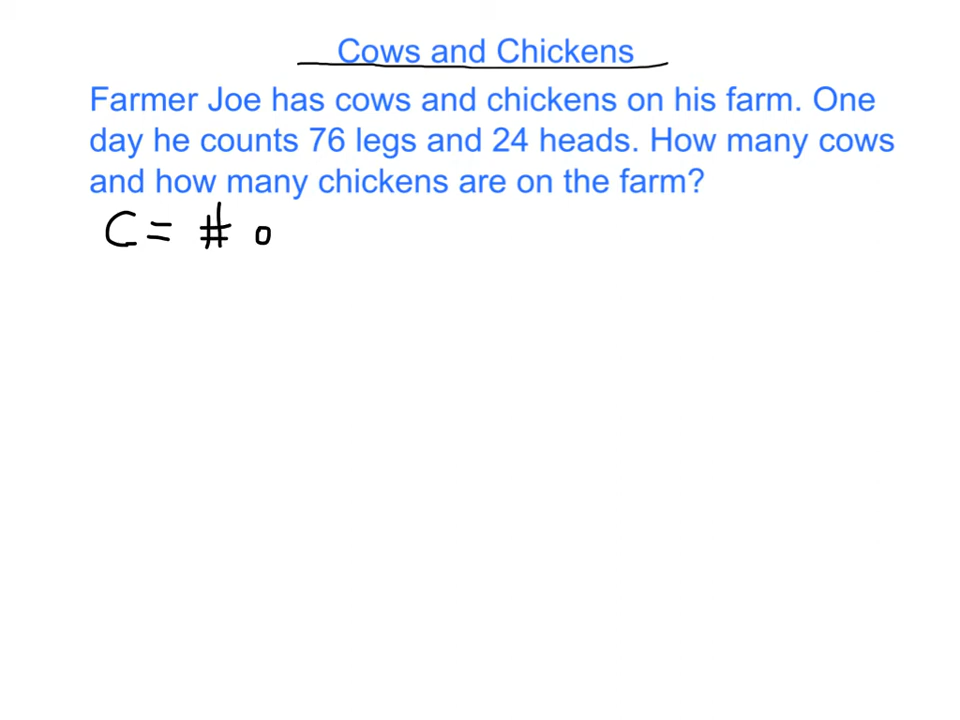 Cows and Chickens
Farmer Joe has cows and chickens on his farm. One
day he counts 76 legs and 24 heads. How many cows
and how many chickens are on the farm?
C = # o